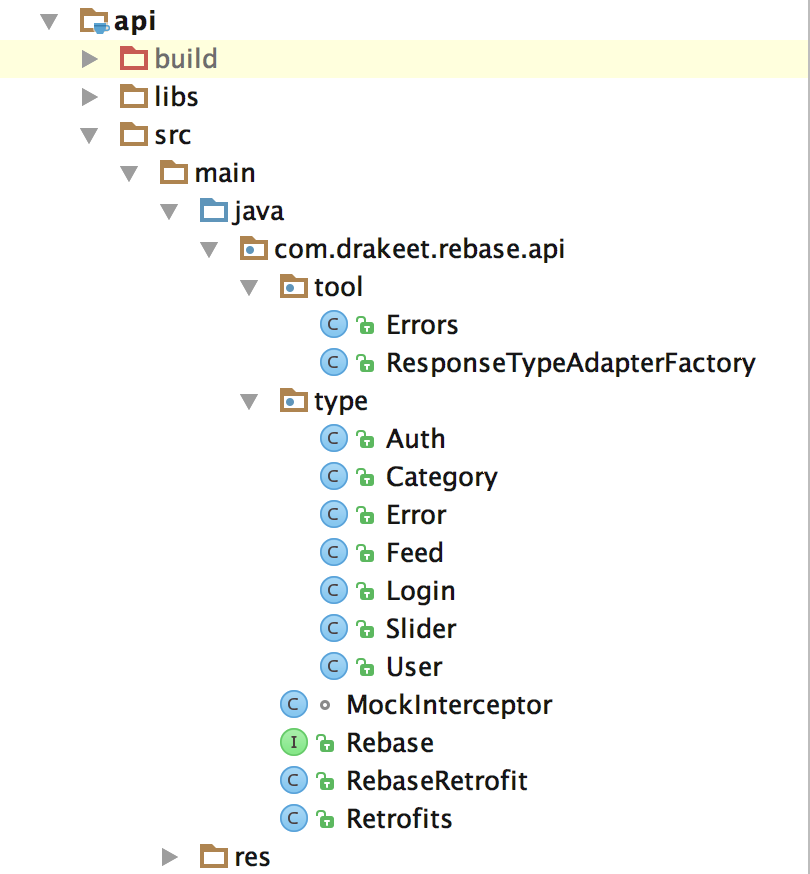 api
build
libs
src
main
java
com.drakeet.rebase.api
tool
C Errors
C ResponseTypeAdapterFactory
type
C Auth
C Category
C Error
C Feed
C Login
C Slider
C User
C MockInterceptor
I Rebase
C RebaseRetrofit
C Retrofits
res